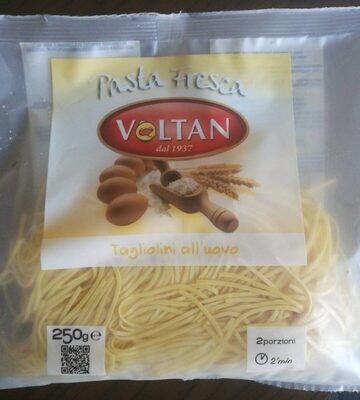 Pasta Fresca
VOLTAN
dal 1937
Tagliolini all'uovo
250g e
2porzioni
2'min